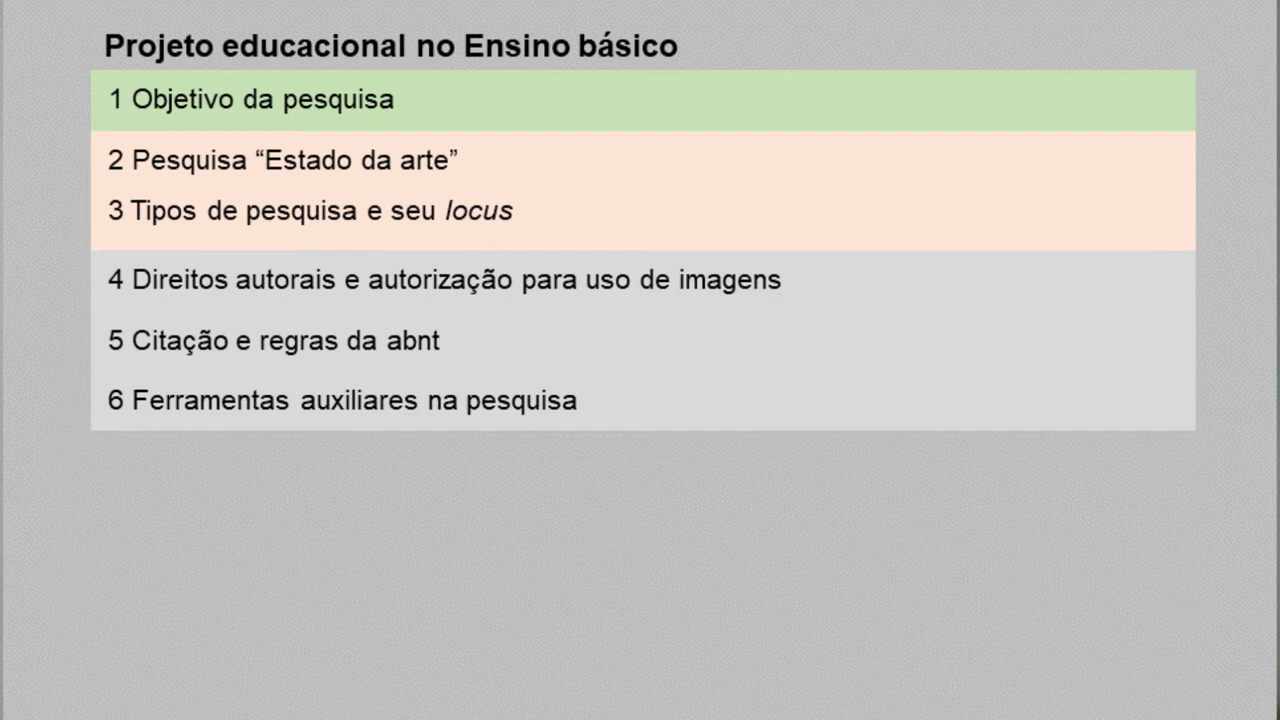 Projeto educacional no Ensino básico
1 Objetivo da pesquisa
2 Pesquisa “Estado da arte”
3 Tipos de pesquisa e seu locus
4 Direitos autorais e autorização para uso de imagens
5 Citação e regras da abnt
6 Ferramentas auxiliares na pesquisa